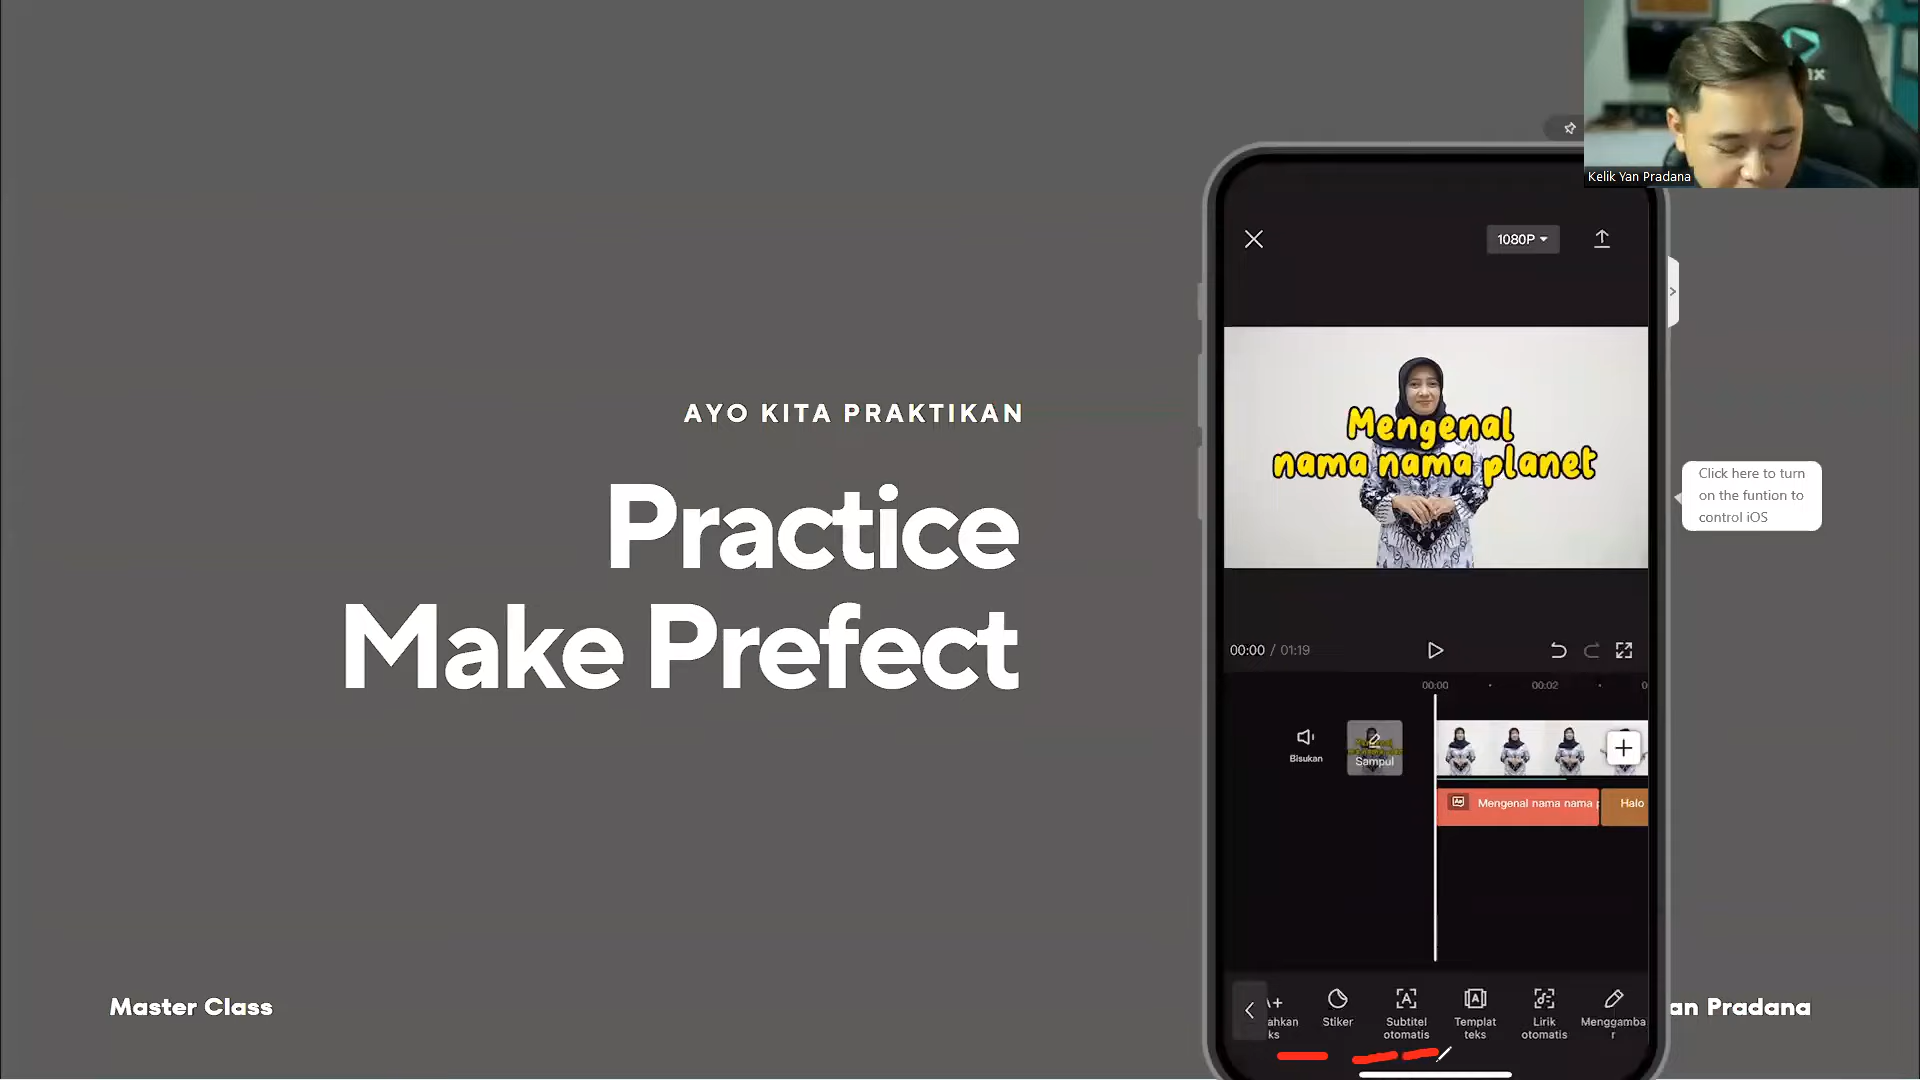 Kelik Yan Pradana
1080P
AYO KITA PRAKTIKAN
Practice
Make Prefect
Mengenal
nama nama planet
Click here to turn
on the funtion to
control iOS
00:00 / 01:19
00:00
00:02
Bisukan
Sampul
Mengenal nama nama
Halo
Master Class
ahkan
ks
Stiker
Subtitel
otomatis
Templat
teks
Lirik
otomatis
Menggamba
r
an Pradana